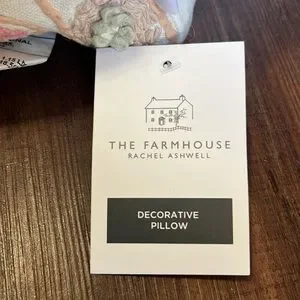 THE FARMHOUSE
RACHEL ASHWELL
DECORATIVE
PILLOW